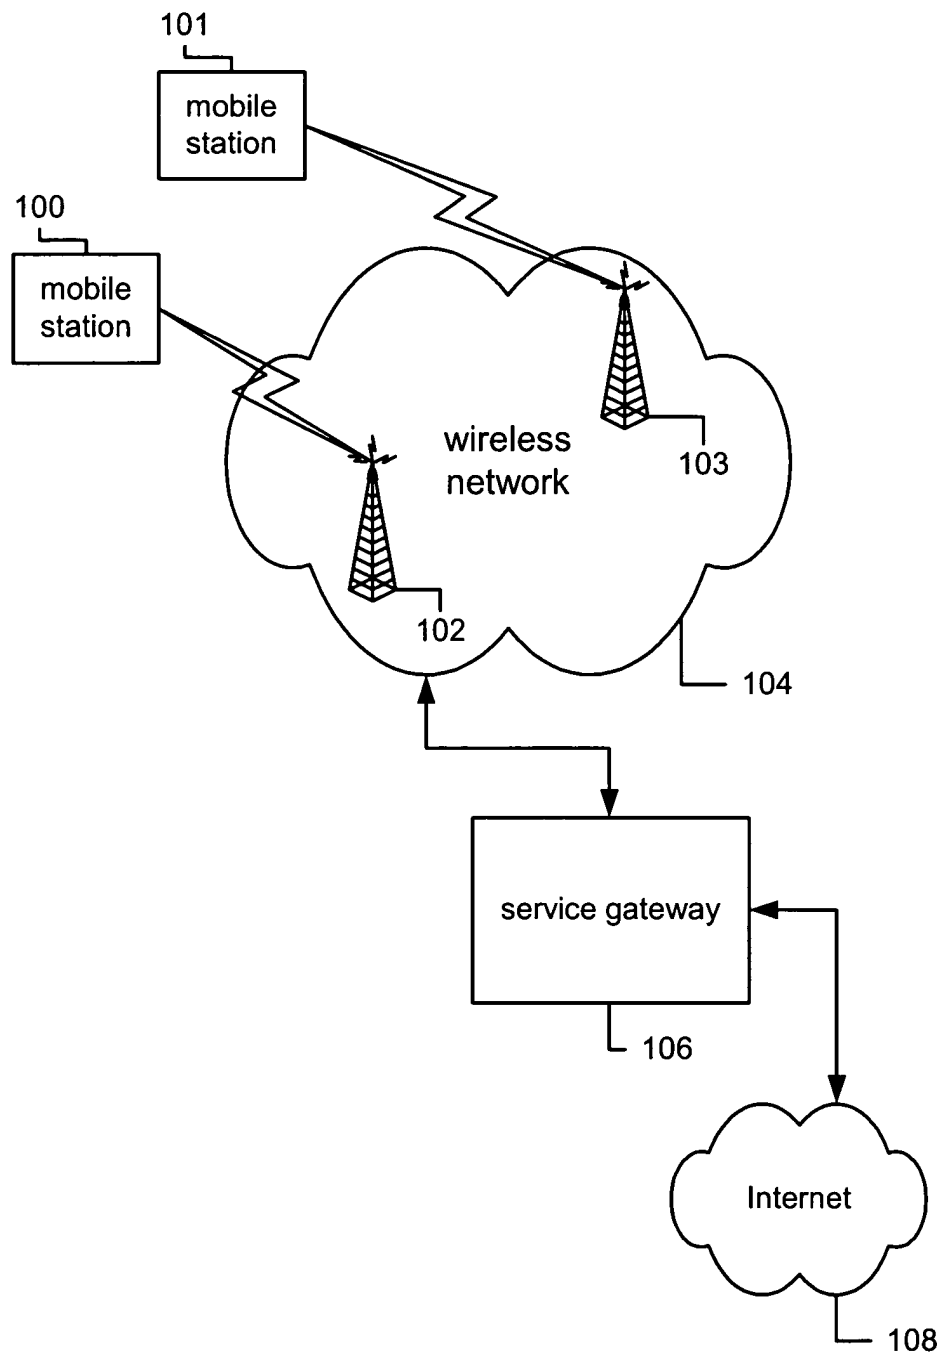 101
mobile
station
100
mobile
station
wireless
network
103
102
104
service gateway
106
Internet
108